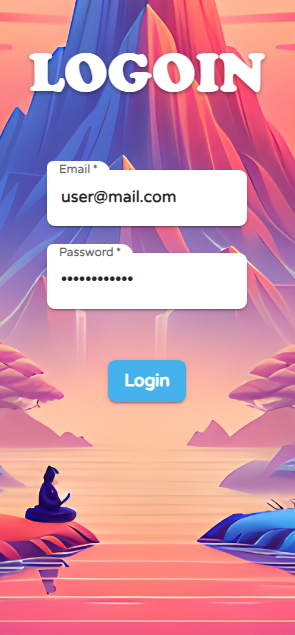 LOGOIN
Email *
user@mail.com
Password *
••••••••••••
Login